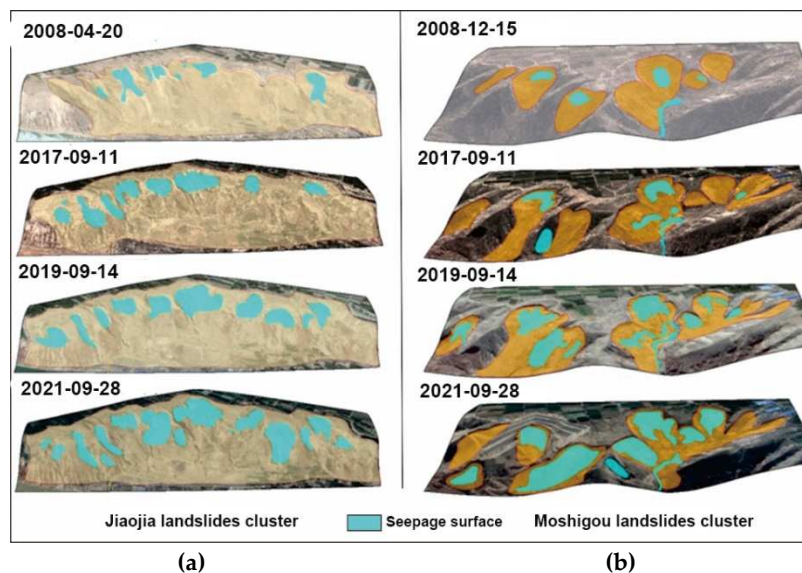 2008-04-20
2008-12-15
2017-09-11
2017-09-11
2019-09-14
2019-09-14
2021-09-28
2021-09-28
Jiaojia landslides cluster
Seepage surface
Moshigou landslides cluster
(a)
(b)